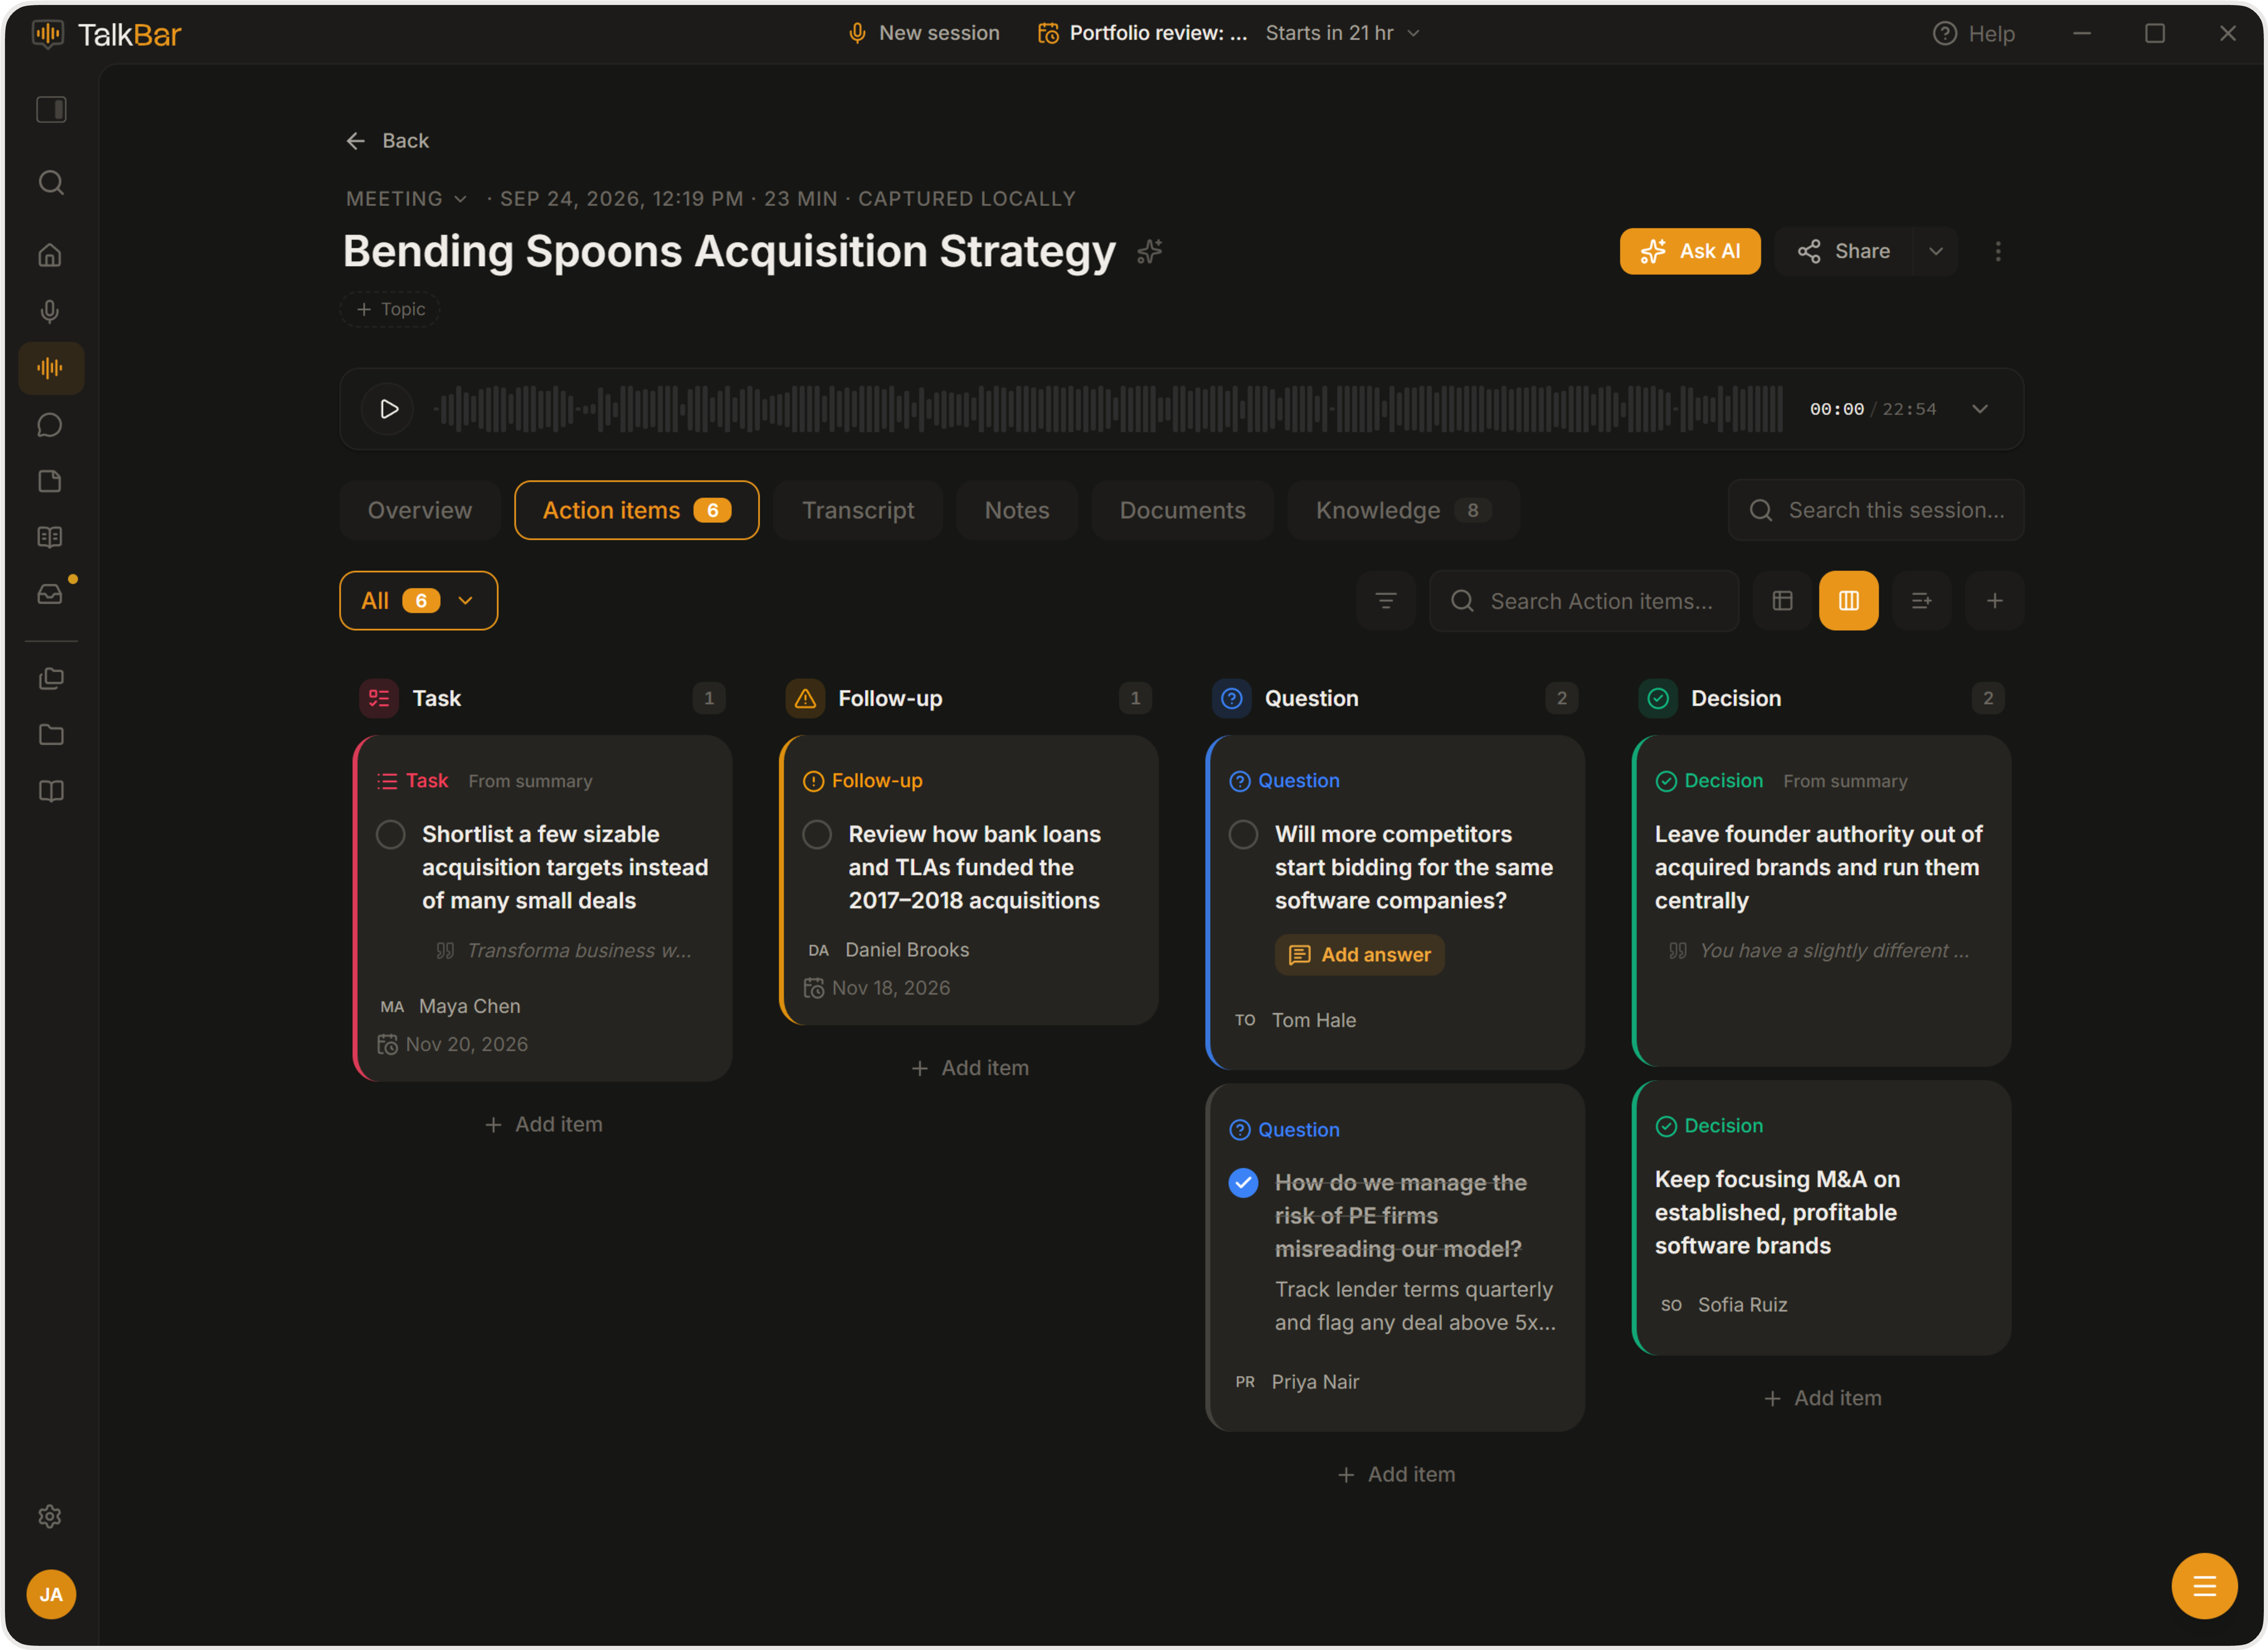 TalkBar
New session
Portfolio review: ... Starts in 21 hr
Help
Back
MEETING · SEP 24, 2026, 12:19 PM · 23 MIN · CAPTURED LOCALLY
Bending Spoons Acquisition Strategy
Ask AI
Share
+ Topic
00:00 / 22:54
Overview
Action items 6
Transcript
Notes
Documents
Knowledge 8
Search this session...
All 6
Search Action items...
Task 1
Task From summary
Shortlist a few sizable
acquisition targets instead
of many small deals
Transforma business w...
MA Maya Chen
Nov 20, 2026
+ Add item
Follow-up 1
Follow-up
Review how bank loans
and TLAs funded the
2017–2018 acquisitions
DA Daniel Brooks
Nov 18, 2026
+ Add item
Question 2
Question
Will more competitors
start bidding for the same
software companies?
Add answer
TO Tom Hale
Question
How do we manage the
risk of PE firms
misreading our model?
Track lender terms quarterly
and flag any deal above 5x...
PR Priya Nair
+ Add item
Decision 2
Decision From summary
Leave founder authority out of
acquired brands and run them
centrally
You have a slightly different ...
Decision
Keep focusing M&A on
established, profitable
software brands
SO Sofia Ruiz
+ Add item
JA